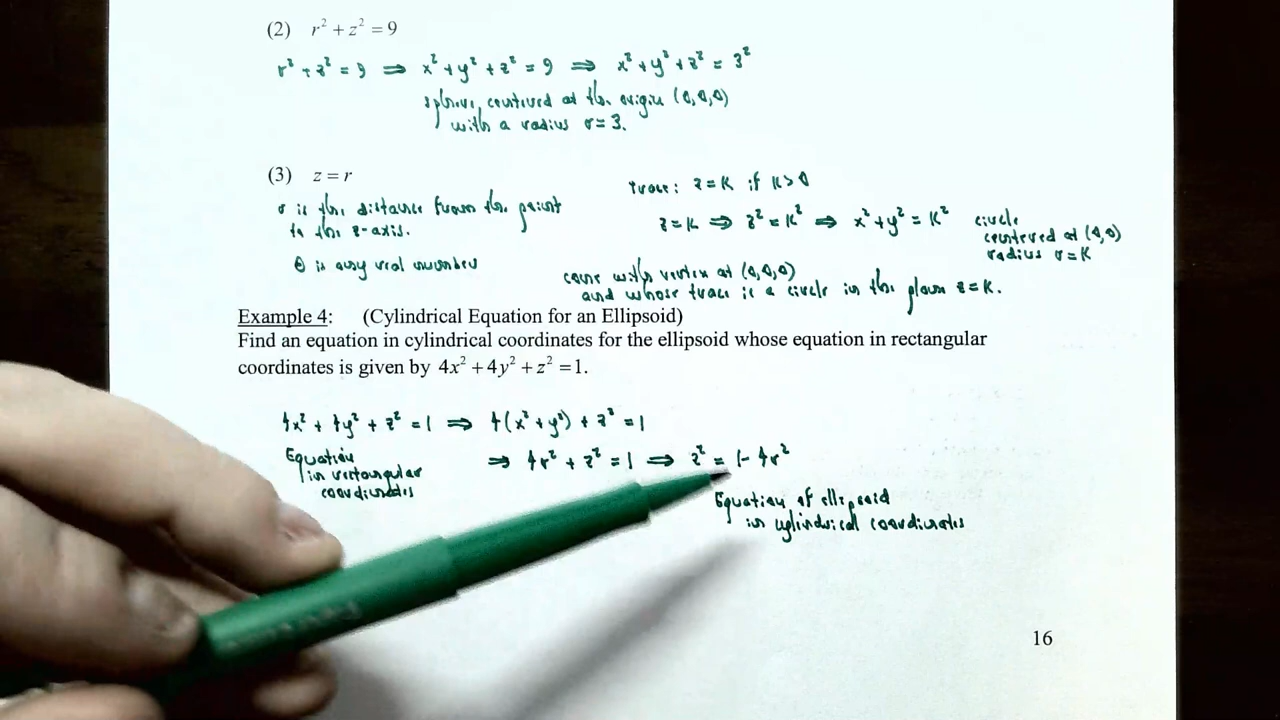 (2) r² + z² = 9
r² + z² = 9 ⇒ x² + y² + z² = 9 ⇒ x² + y² + z² = 3²
sphere, centered at the origin (0,0,0)
with a radius r = 3.
(3) z = r
r is the distance from the point
to the z-axis.
θ is any real number
trace: z = k if k > 0
z = k ⇒ z² = k² ⇒ x² + y² = k² circle
centered at (0,0)
radius r = k
cone with vertex at (0,0,0)
and whose trace is a circle in the plane z = k.
Example 4: (Cylindrical Equation for an Ellipsoid)
Find an equation in cylindrical coordinates for the ellipsoid whose equation in rectangular
coordinates is given by 4x² + 4y² + z² = 1.
4x² + 4y² + z² = 1 ⇒ 4(x² + y²) + z² = 1
Equation
in rectangular
coordinates
⇒ 4r² + z² = 1 ⇒ z² = 1 - 4r²
Equation of ellipsoid
in cylindrical coordinates
16